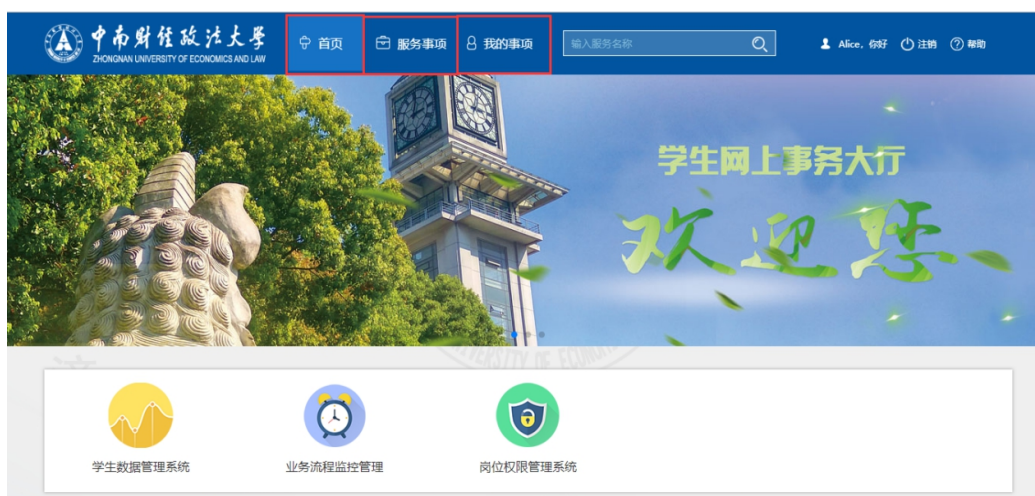 中南财经政法大学
ZHONGNAN UNIVERSITY OF ECONOMICS AND LAW
首页
服务事项
我的事项
输入服务名称
Alice，你好
注销
帮助
学生网上事务大厅
欢迎您
学生数据管理系统
业务流程监控管理
岗位权限管理系统